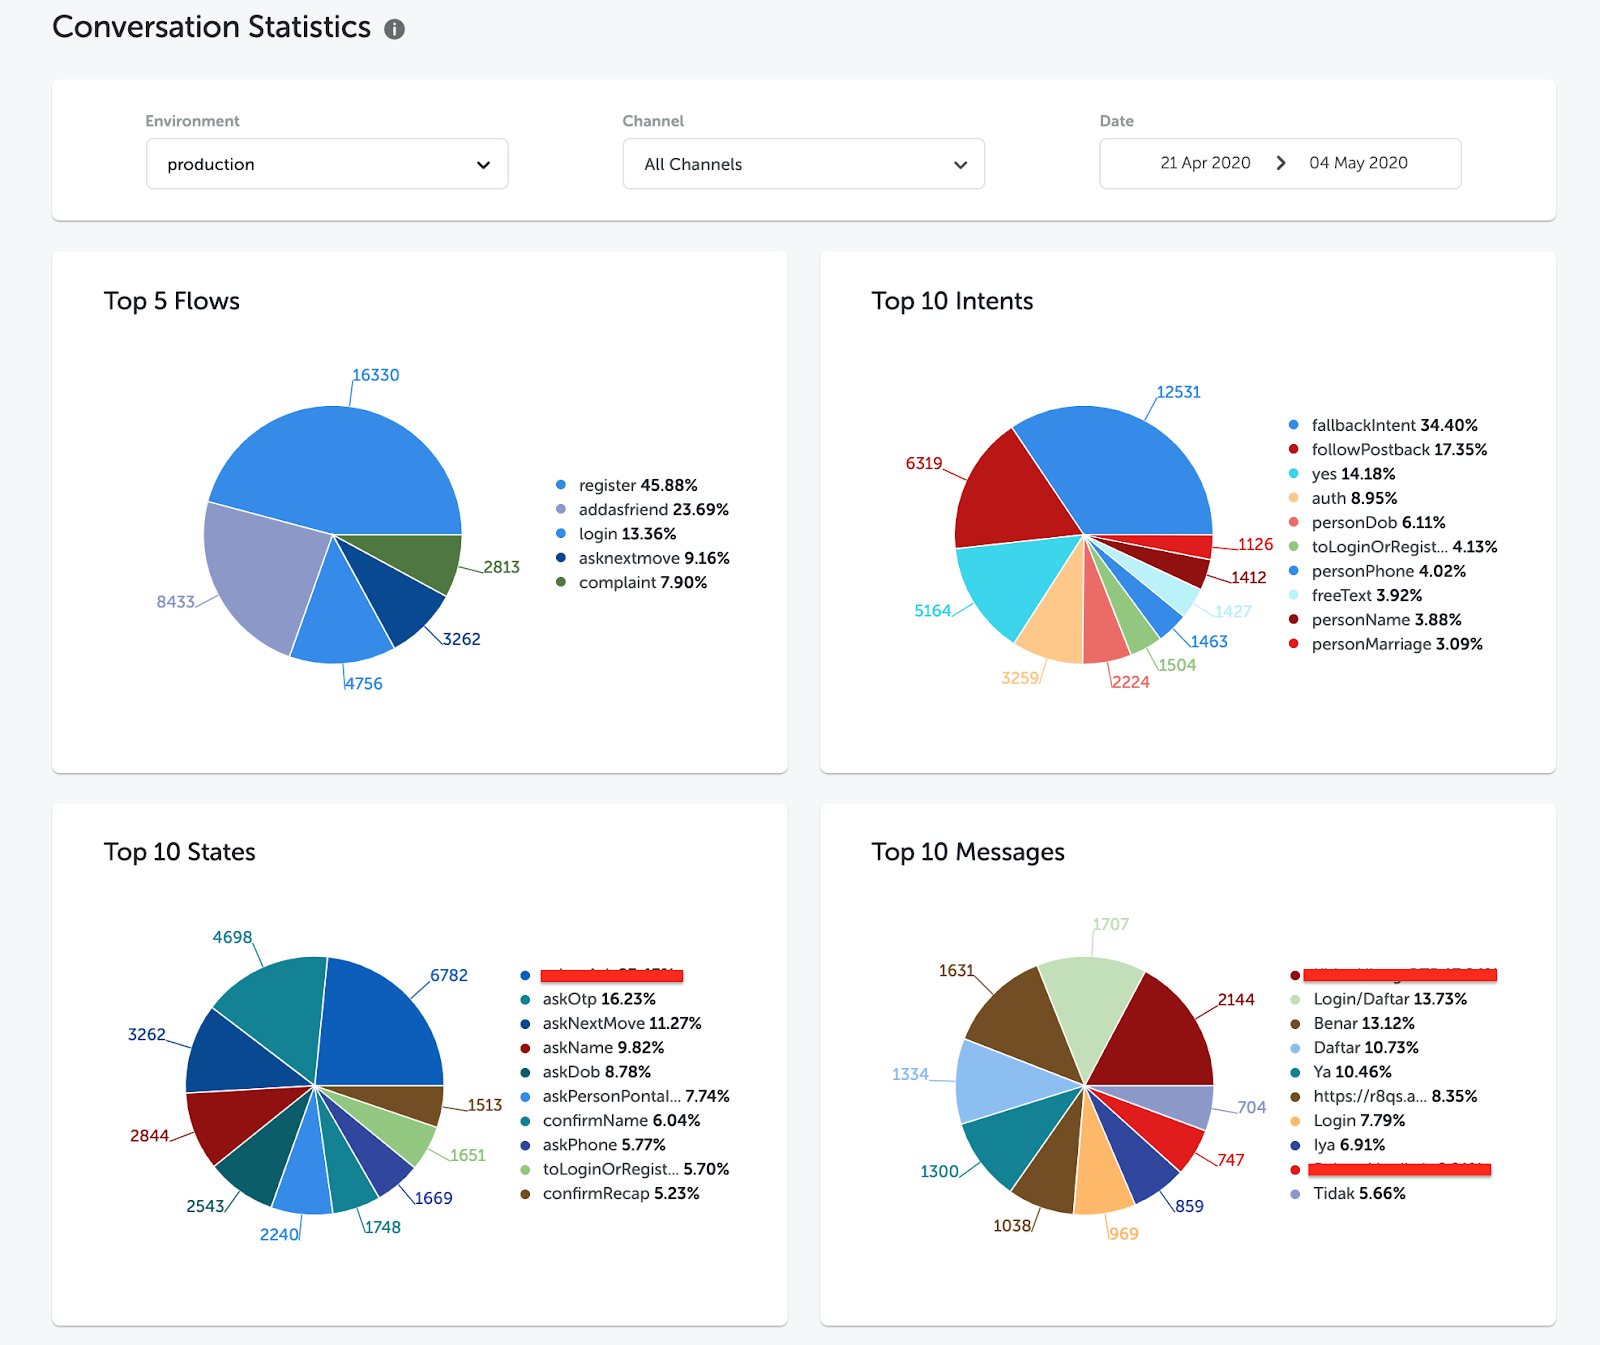 Conversation Statistics
Environment
production
Channel
All Channels
Date
21 Apr 2020 04 May 2020
Top 5 Flows
16330
8433
4756
3262
2813
register 45.88%
addasfriend 23.69%
login 13.36%
asknextmove 9.16%
complaint 7.90%
Top 10 Intents
12531
6319
5164
3259
2224
1504
1463
1427
1412
1126
fallbackIntent 34.40%
followPostback 17.35%
yes 14.18%
auth 8.95%
personDob 6.11%
toLoginOrRegist... 4.13%
personPhone 4.02%
freeText 3.92%
personName 3.88%
personMarriage 3.09%
Top 10 States
6782
4698
3262
2844
2543
2240
1748
1669
1651
1513
askOtp 16.23%
askNextMove 11.27%
askName 9.82%
askDob 8.78%
askPersonPontal... 7.74%
confirmName 6.04%
askPhone 5.77%
toLoginOrRegist... 5.70%
confirmRecap 5.23%
Top 10 Messages
2144
1707
1631
1334
1300
1038
969
859
747
704
Login/Daftar 13.73%
Benar 13.12%
Daftar 10.73%
Ya 10.46%
https://r8qs.a... 8.35%
Login 7.79%
Iya 6.91%
Tidak 5.66%